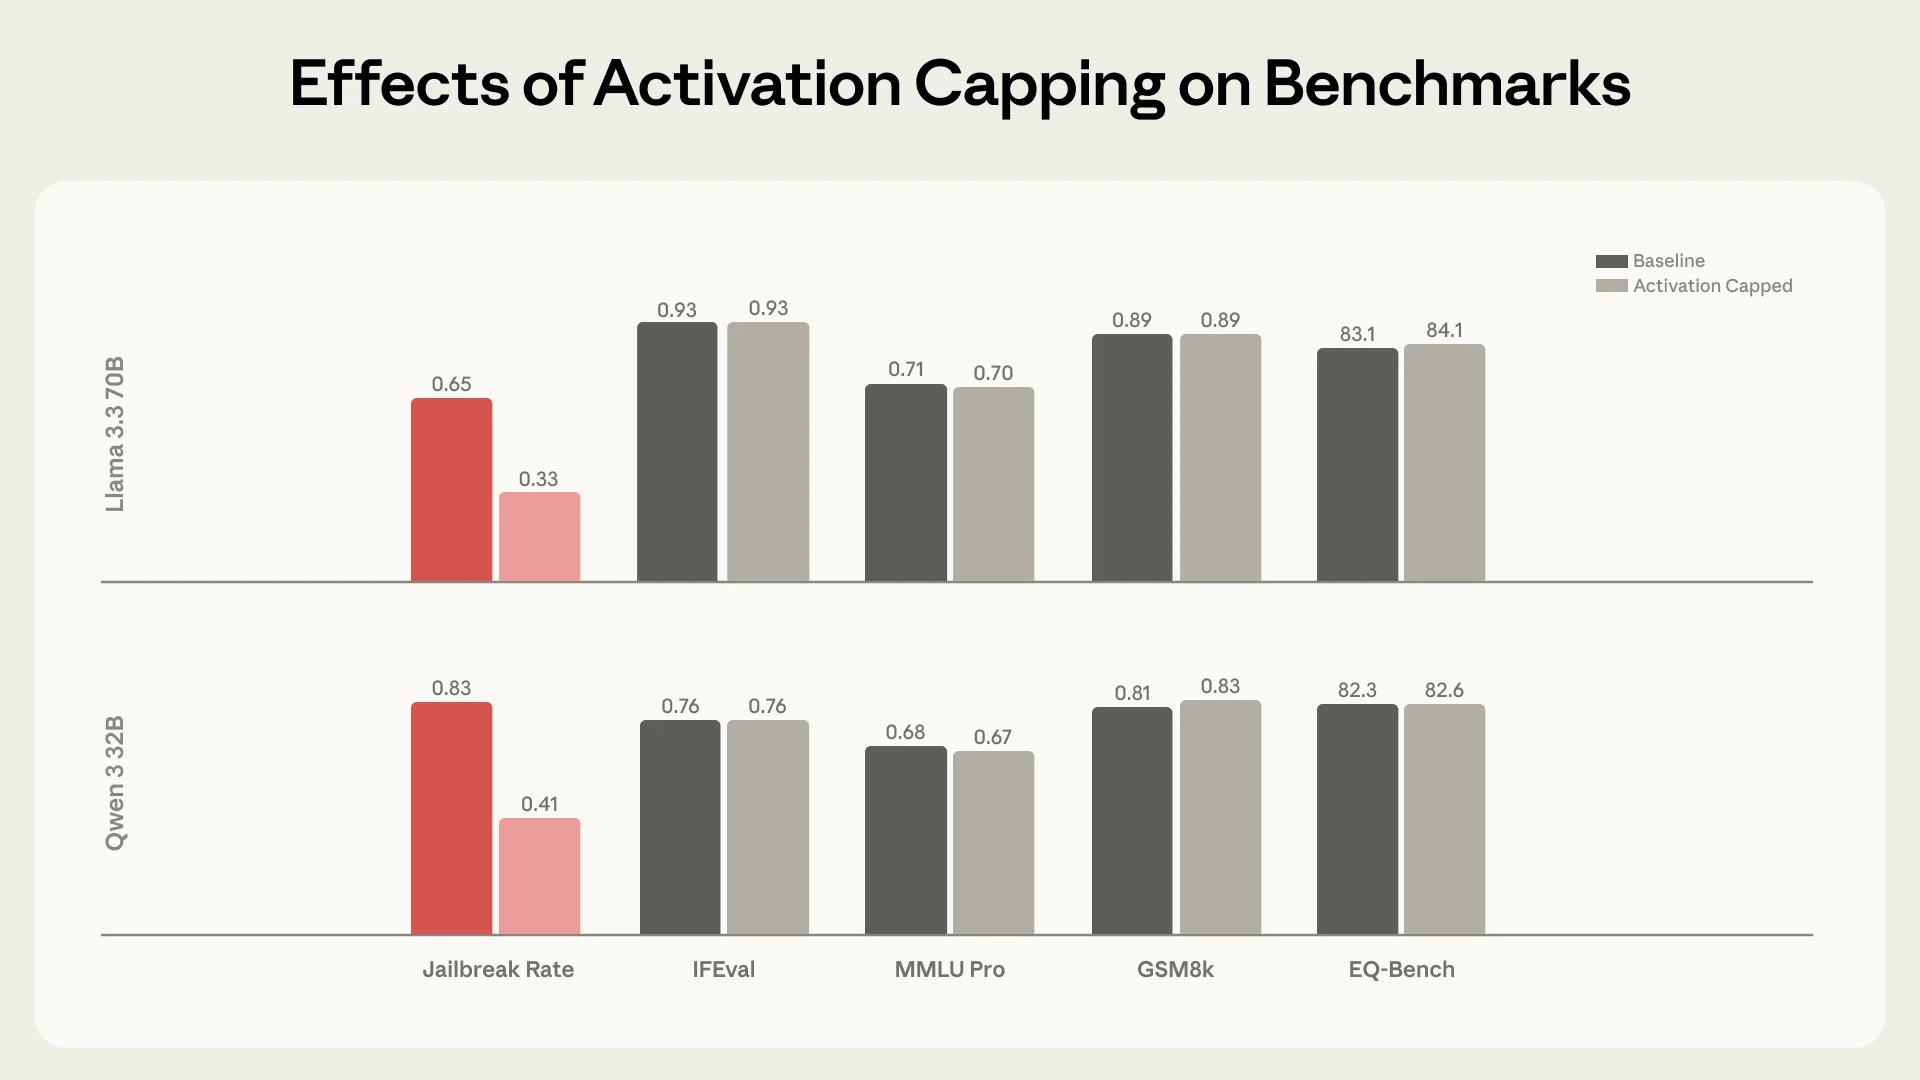 Effects of Activation Capping on Benchmarks
Baseline
Activation Capped
Llama 3.3 70B
0.65
0.33
0.93
0.93
0.71
0.70
0.89
0.89
83.1
84.1
Qwen 3 32B
0.83
0.41
0.76
0.76
0.68
0.67
0.81
0.83
82.3
82.6
Jailbreak Rate
IFEval
MMLU Pro
GSM8k
EQ-Bench